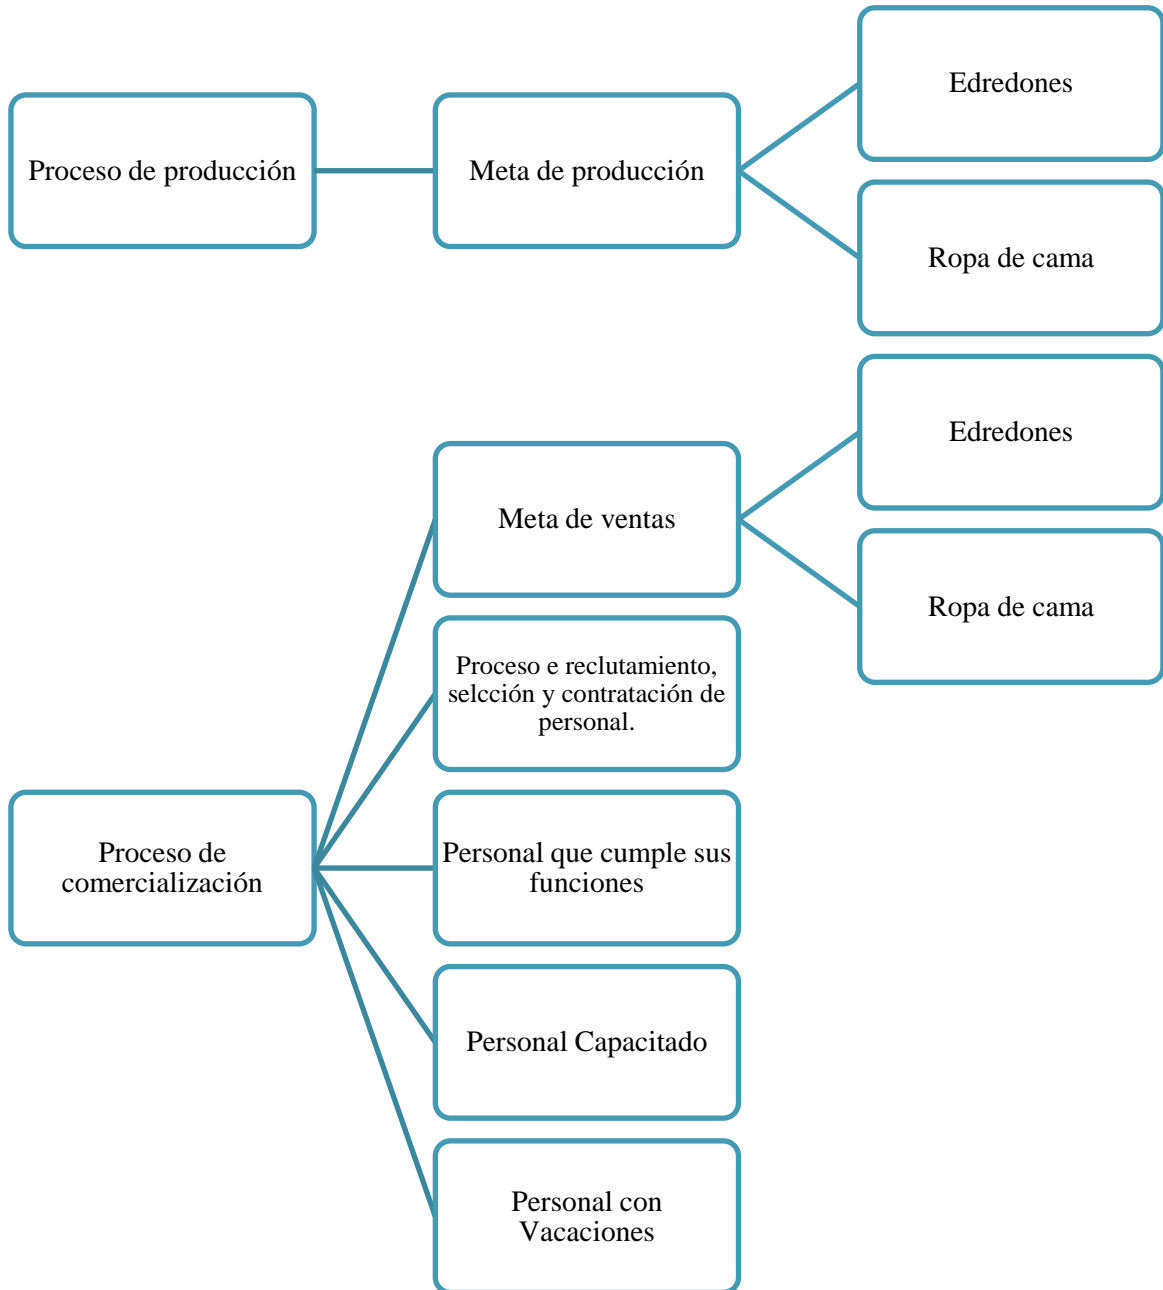 Proceso de producción
Meta de producción
Edredones
Ropa de cama
Proceso de
comercialización
Meta de ventas
Edredones
Ropa de cama
Proceso e reclutamiento,
selcción y contratación de
personal.
Personal que cumple sus
funciones
Personal Capacitado
Personal con
Vacaciones